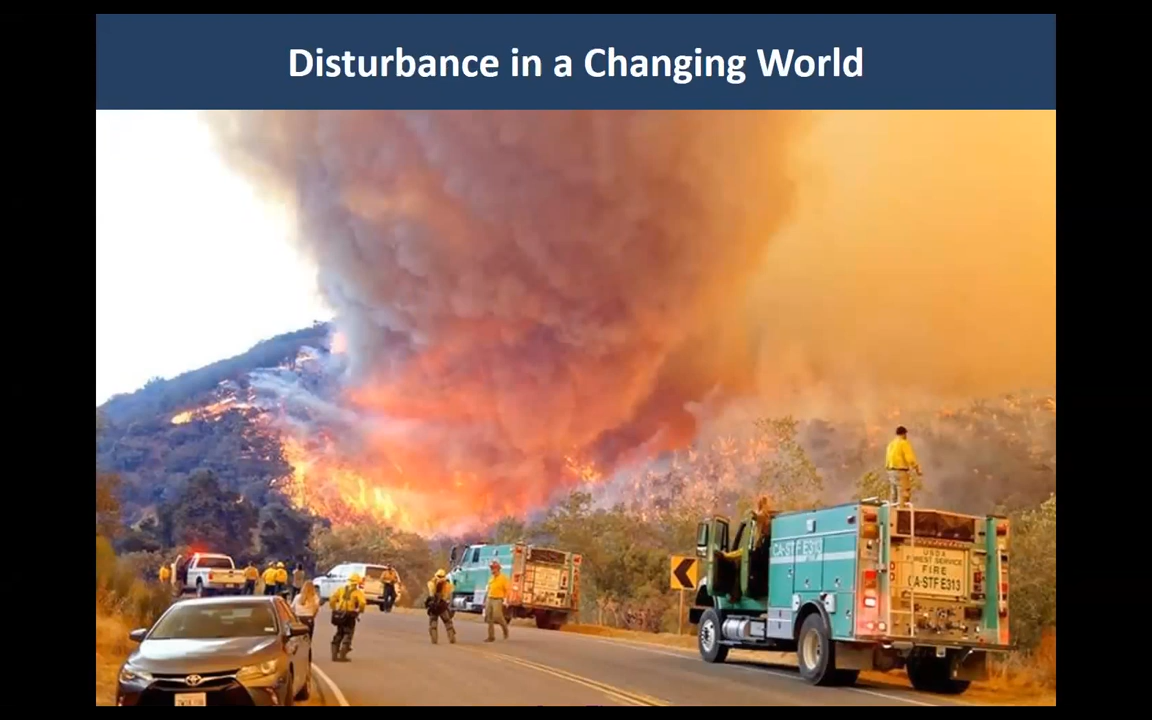 Disturbance in a Changing World
CA-STF E313
USDA
FOREST SERVICE
FIRE
CA-STF E313